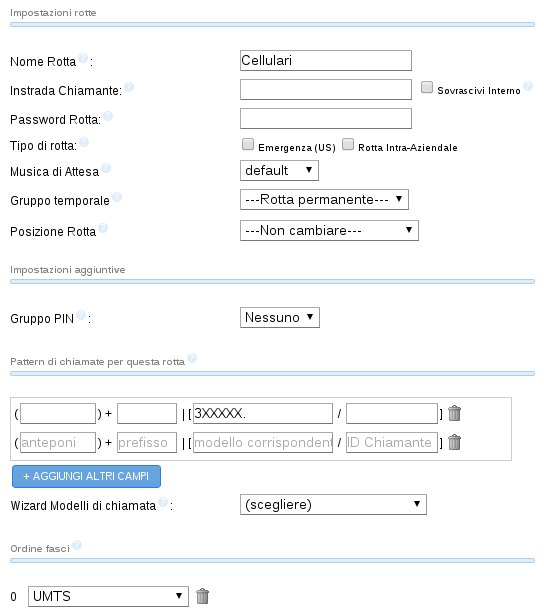 Impostazioni rotte
Nome Rotta? : Cellulari
Instrada Chiamante:? Sovrascivi Interno?
Password Rotta:?
Tipo di rotta:? Emergenza (US) Rotta Intra-Aziendale
Musica di Attesa? default
Gruppo temporale? ---Rotta permanente---
Posizione Rotta? ---Non cambiare---
Impostazioni aggiuntive
Gruppo PIN? : Nessuno
Pattern di chiamate per questa rotta?
( ) + | [ 3XXXXX. / ]
( anteponi ) + prefisso | [ modello corrispondent / ID Chiamante ]
+ AGGIUNGI ALTRI CAMPI
Wizard Modelli di chiamata? : (scegliere)
Ordine fasci?
0 UMTS